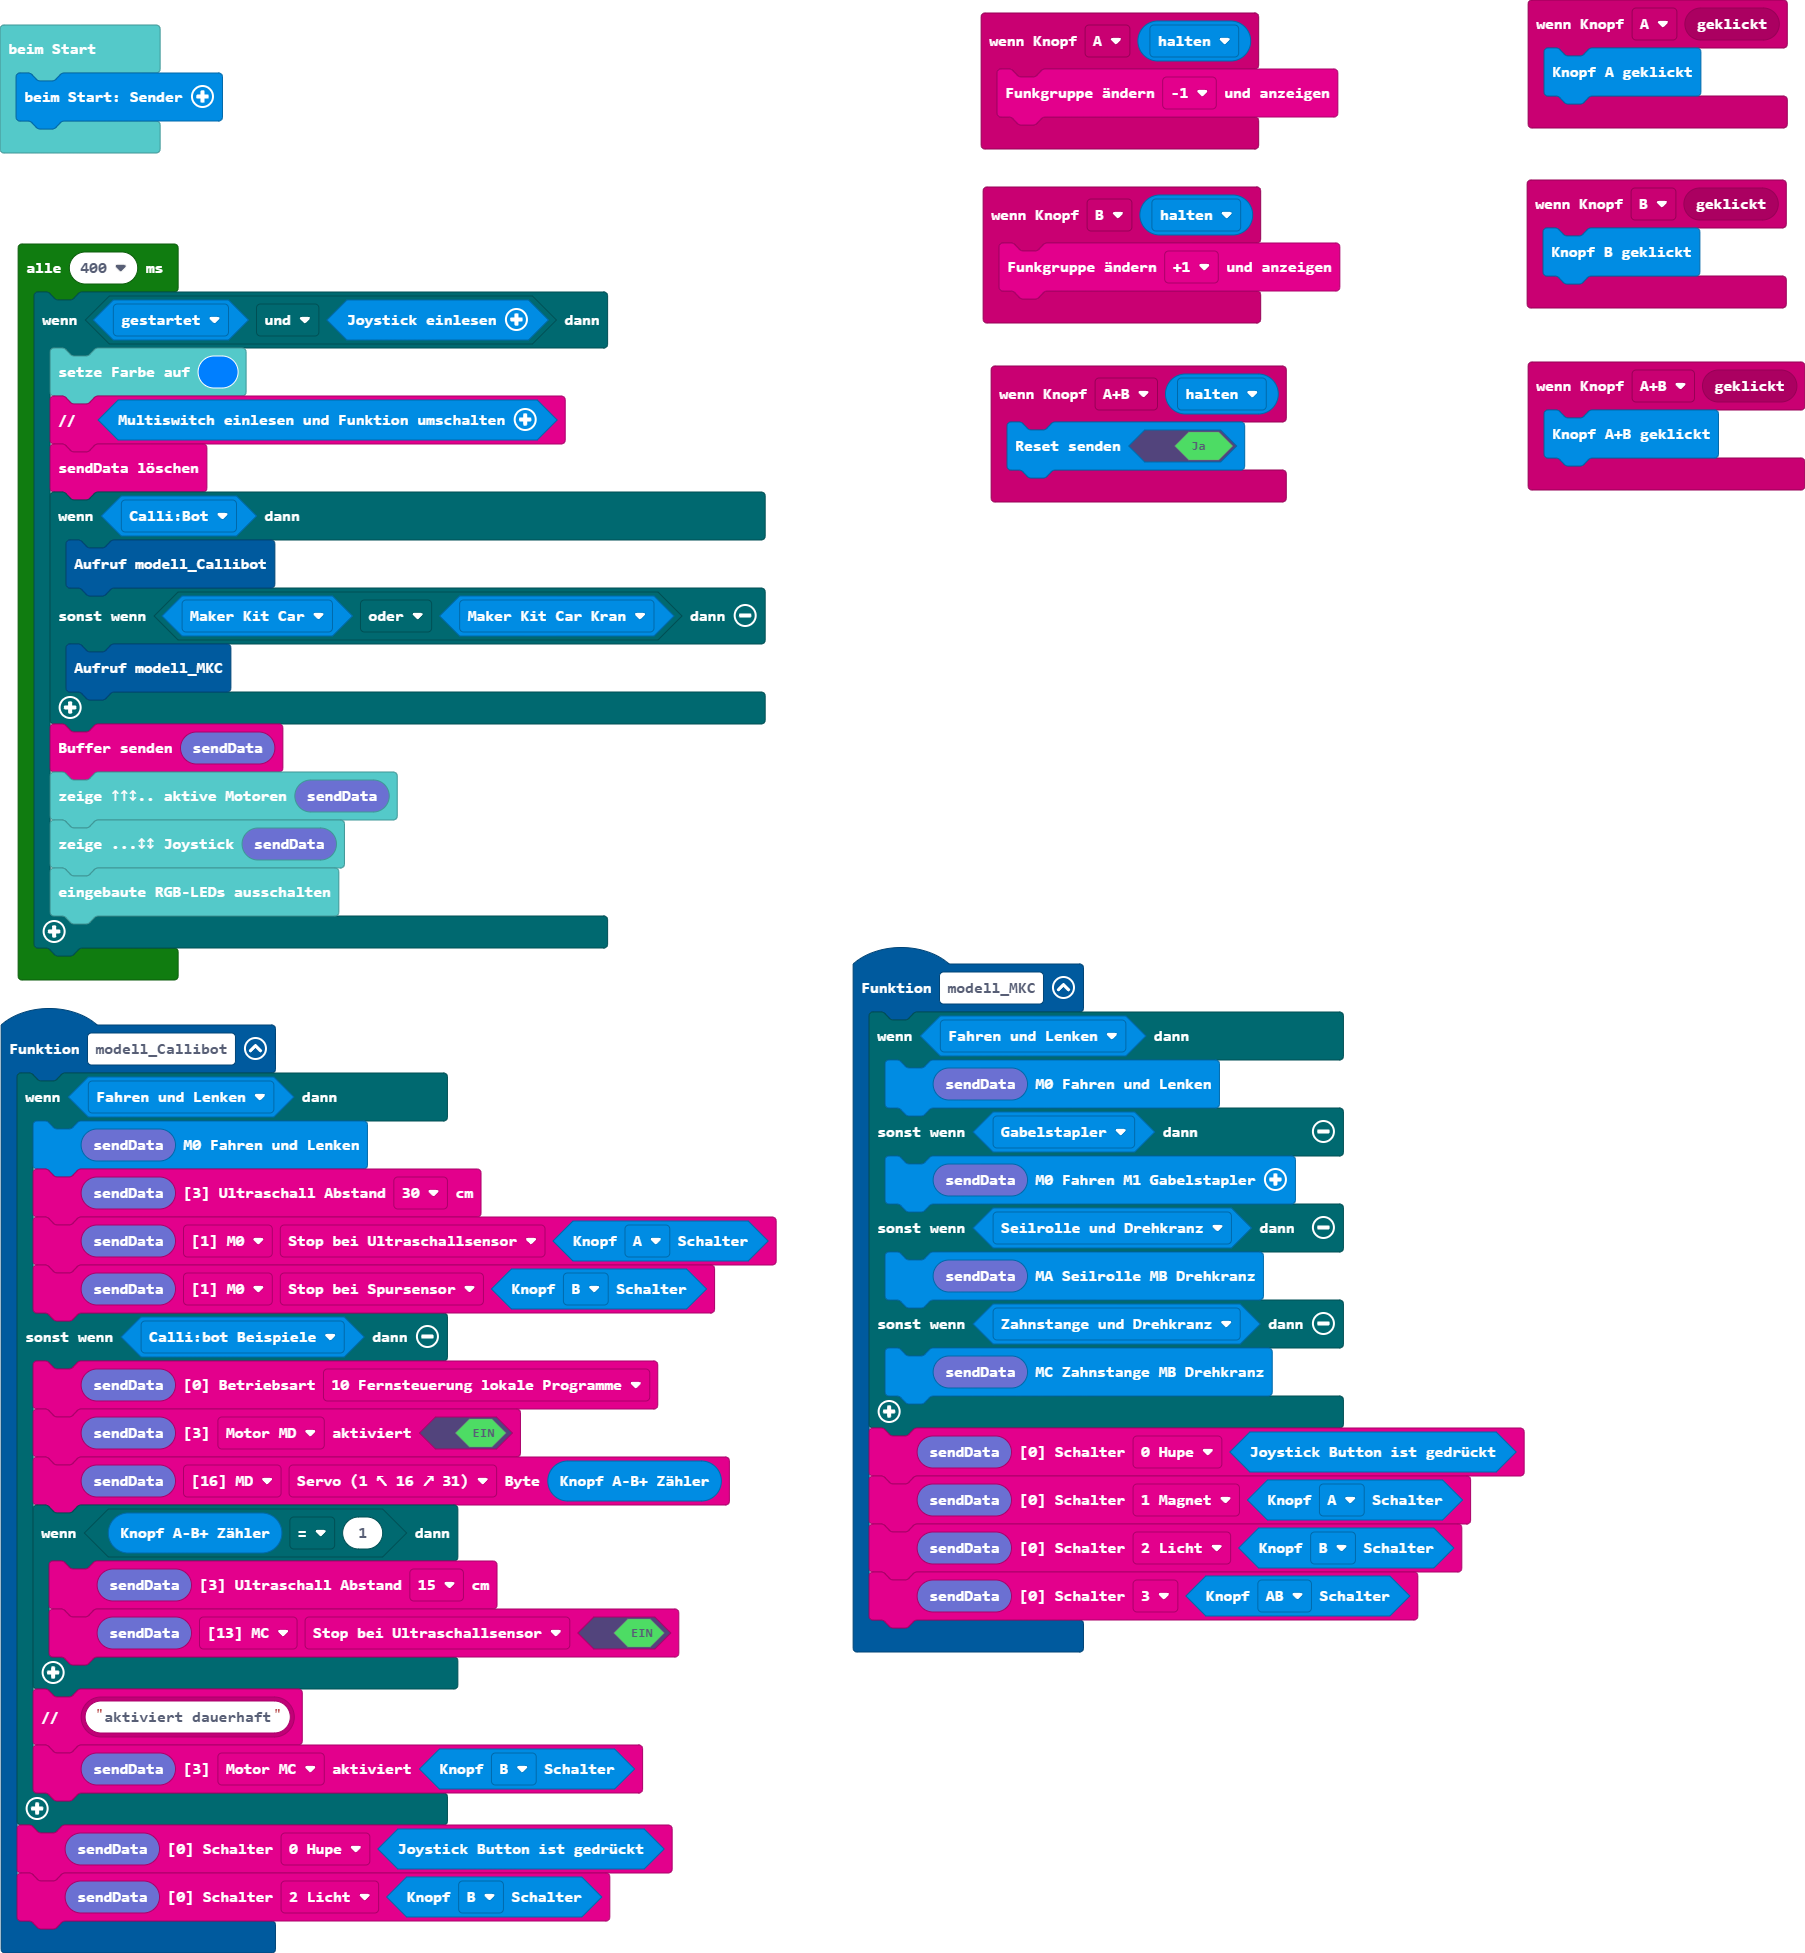 beim Start
beim Start: Sender
alle 400 ms
wenn gestartet und Joystick einlesen dann
setze Farbe auf
// Multiswitch einlesen und Funktion umschalten
sendData löschen
wenn Calli:Bot dann
Aufruf modell_Callibot
sonst wenn Maker Kit Car oder Maker Kit Car Kran dann
Aufruf modell_MKC
Buffer senden sendData
zeige ↑↑↕.. aktive Motoren sendData
zeige ...↕↕ Joystick sendData
eingebaute RGB-LEDs ausschalten
wenn Knopf A halten
Funkgruppe ändern -1 und anzeigen
wenn Knopf B halten
Funkgruppe ändern +1 und anzeigen
wenn Knopf A+B halten
Reset senden Ja
wenn Knopf A geklickt
Knopf A geklickt
wenn Knopf B geklickt
Knopf B geklickt
wenn Knopf A+B geklickt
Knopf A+B geklickt
Funktion modell_Callibot
wenn Fahren und Lenken dann
sendData M0 Fahren und Lenken
sendData [3] Ultraschall Abstand 30 cm
sendData [1] M0 Stop bei Ultraschallsensor Knopf A Schalter
sendData [1] M0 Stop bei Spursensor Knopf B Schalter
sonst wenn Calli:bot Beispiele dann
sendData [0] Betriebsart 10 Fernsteuerung lokale Programme
sendData [3] Motor MD aktiviert EIN
sendData [16] MD Servo (1 ↖ 16 ↗ 31) Byte Knopf A-B+ Zähler
wenn Knopf A-B+ Zähler = 1 dann
sendData [3] Ultraschall Abstand 15 cm
sendData [13] MC Stop bei Ultraschallsensor EIN
// "aktiviert dauerhaft"
sendData [3] Motor MC aktiviert Knopf B Schalter
sendData [0] Schalter 0 Hupe Joystick Button ist gedrückt
sendData [0] Schalter 2 Licht Knopf B Schalter
Funktion modell_MKC
wenn Fahren und Lenken dann
sendData M0 Fahren und Lenken
sonst wenn Gabelstapler dann
sendData M0 Fahren M1 Gabelstapler
sonst wenn Seilrolle und Drehkranz dann
sendData MA Seilrolle MB Drehkranz
sonst wenn Zahnstange und Drehkranz dann
sendData MC Zahnstange MB Drehkranz
sendData [0] Schalter 0 Hupe Joystick Button ist gedrückt
sendData [0] Schalter 1 Magnet Knopf A Schalter
sendData [0] Schalter 2 Licht Knopf B Schalter
sendData [0] Schalter 3 Knopf AB Schalter